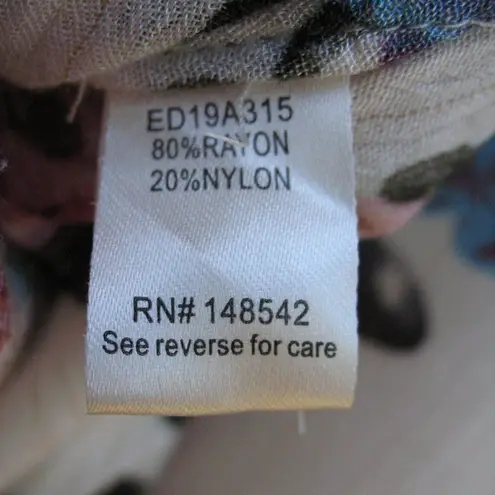 ED19A315
80%RAYON
20%NYLON
RN# 148542
See reverse for care